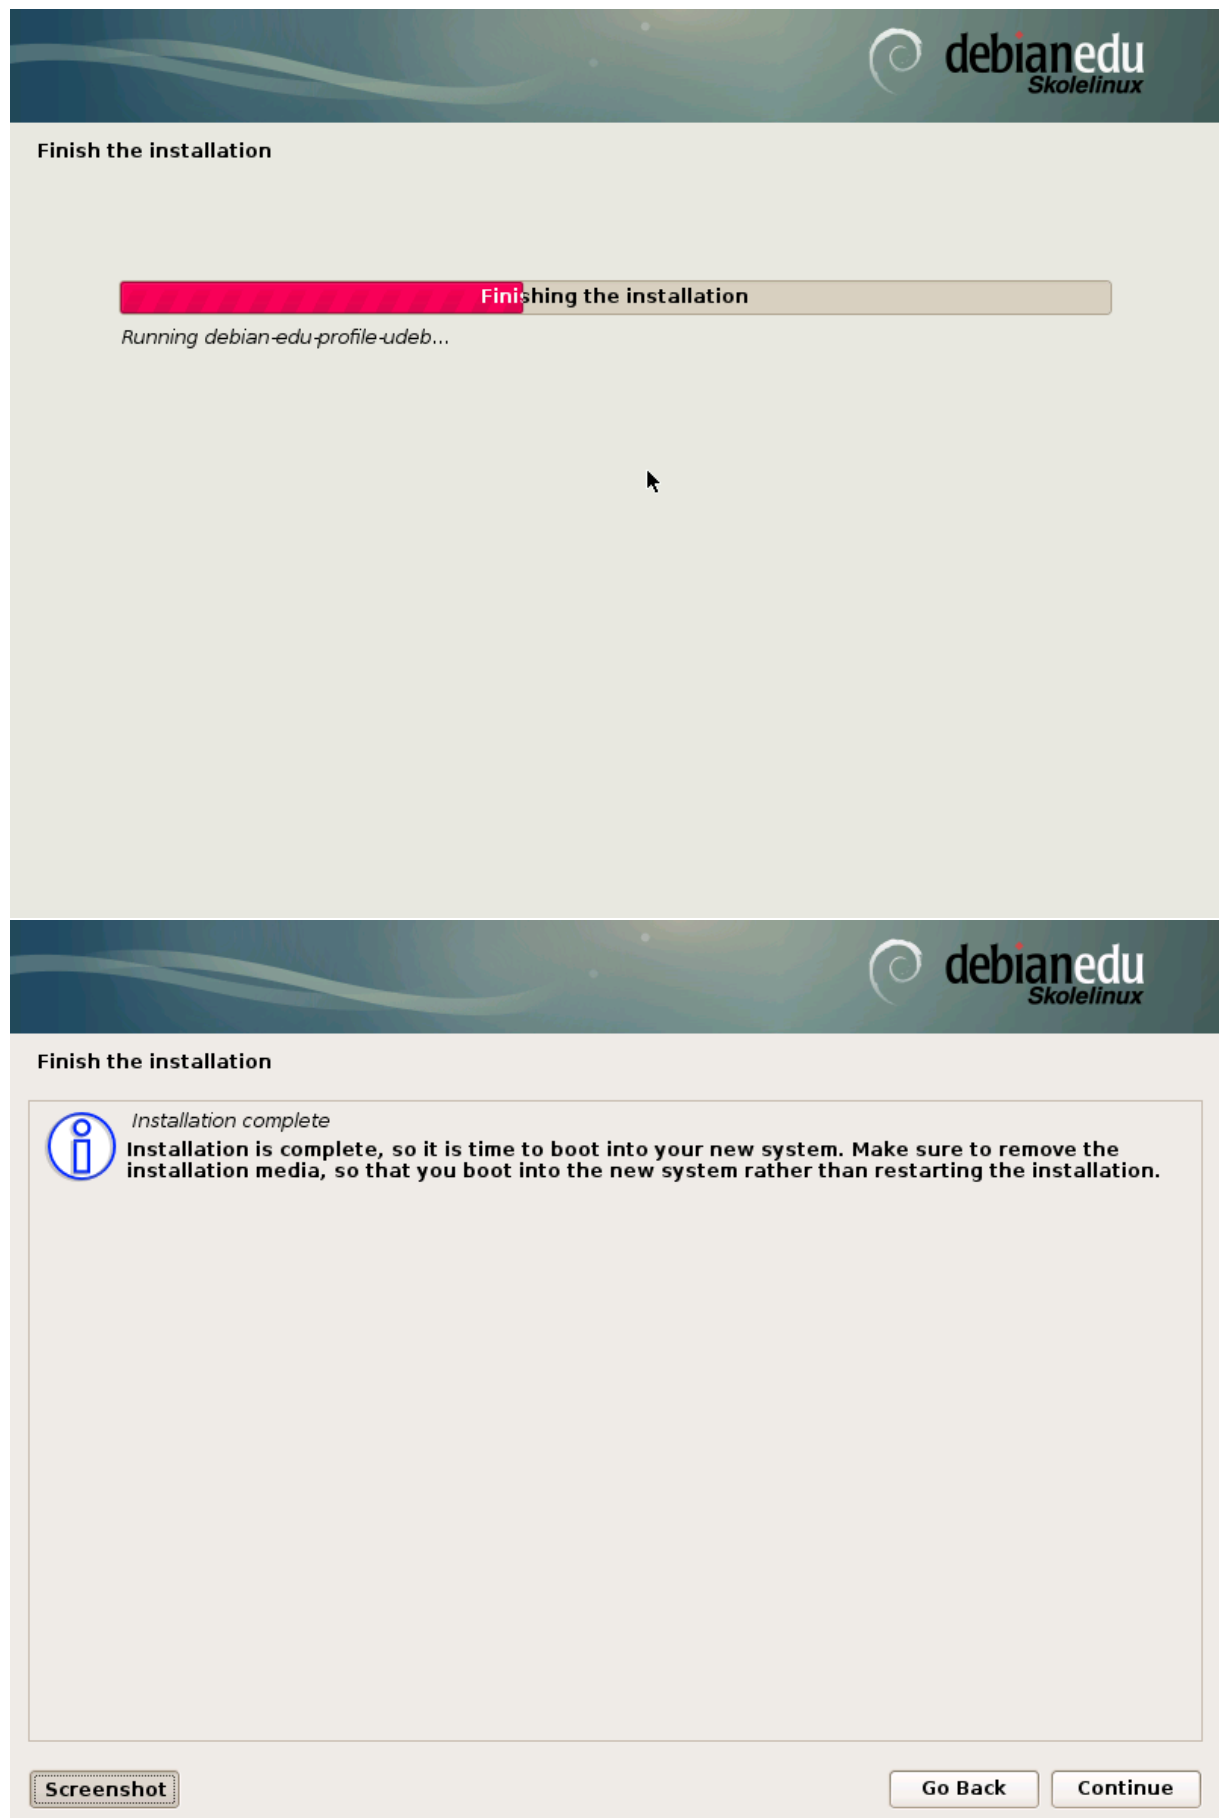 debianedu
Skolelinux
Finish the installation
Finishing the installation
Running debian-edu-profile-udeb...
debianedu
Skolelinux
Finish the installation
Installation complete
Installation is complete, so it is time to boot into your new system. Make sure to remove the
installation media, so that you boot into the new system rather than restarting the installation.
Screenshot
Go Back
Continue